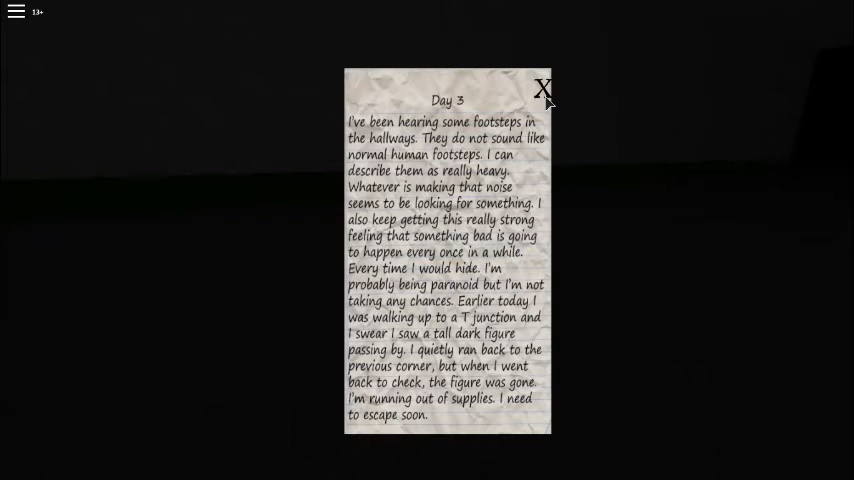 13+
X
Day 3
I've been hearing some footsteps in
the hallways. They do not sound like
normal human footsteps. I can
describe them as really heavy.
Whatever is making that noise
seems to be looking for something. I
also keep getting this really strong
feeling that something bad is going
to happen every once in a while.
Every time I would hide. I'm
probably being paranoid but I'm not
taking any chances. Earlier today I
was walking up to a T junction and
I swear I saw a tall dark figure
passing by. I quietly ran back to the
previous corner, but when I went
back to check, the figure was gone.
I'm running out of supplies. I need
to escape soon.